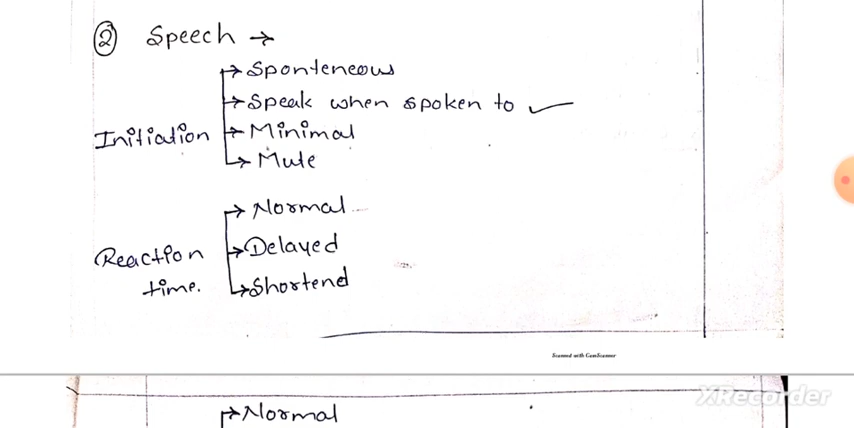 ② Speech →
→ Sponteneous
→ Speak when spoken to ✓
Initiation → Minimal
→ Mute
→ Normal
Reaction → Delayed
time. → Shortend
Scanned with CamScanner
XRecorder
→ Normal